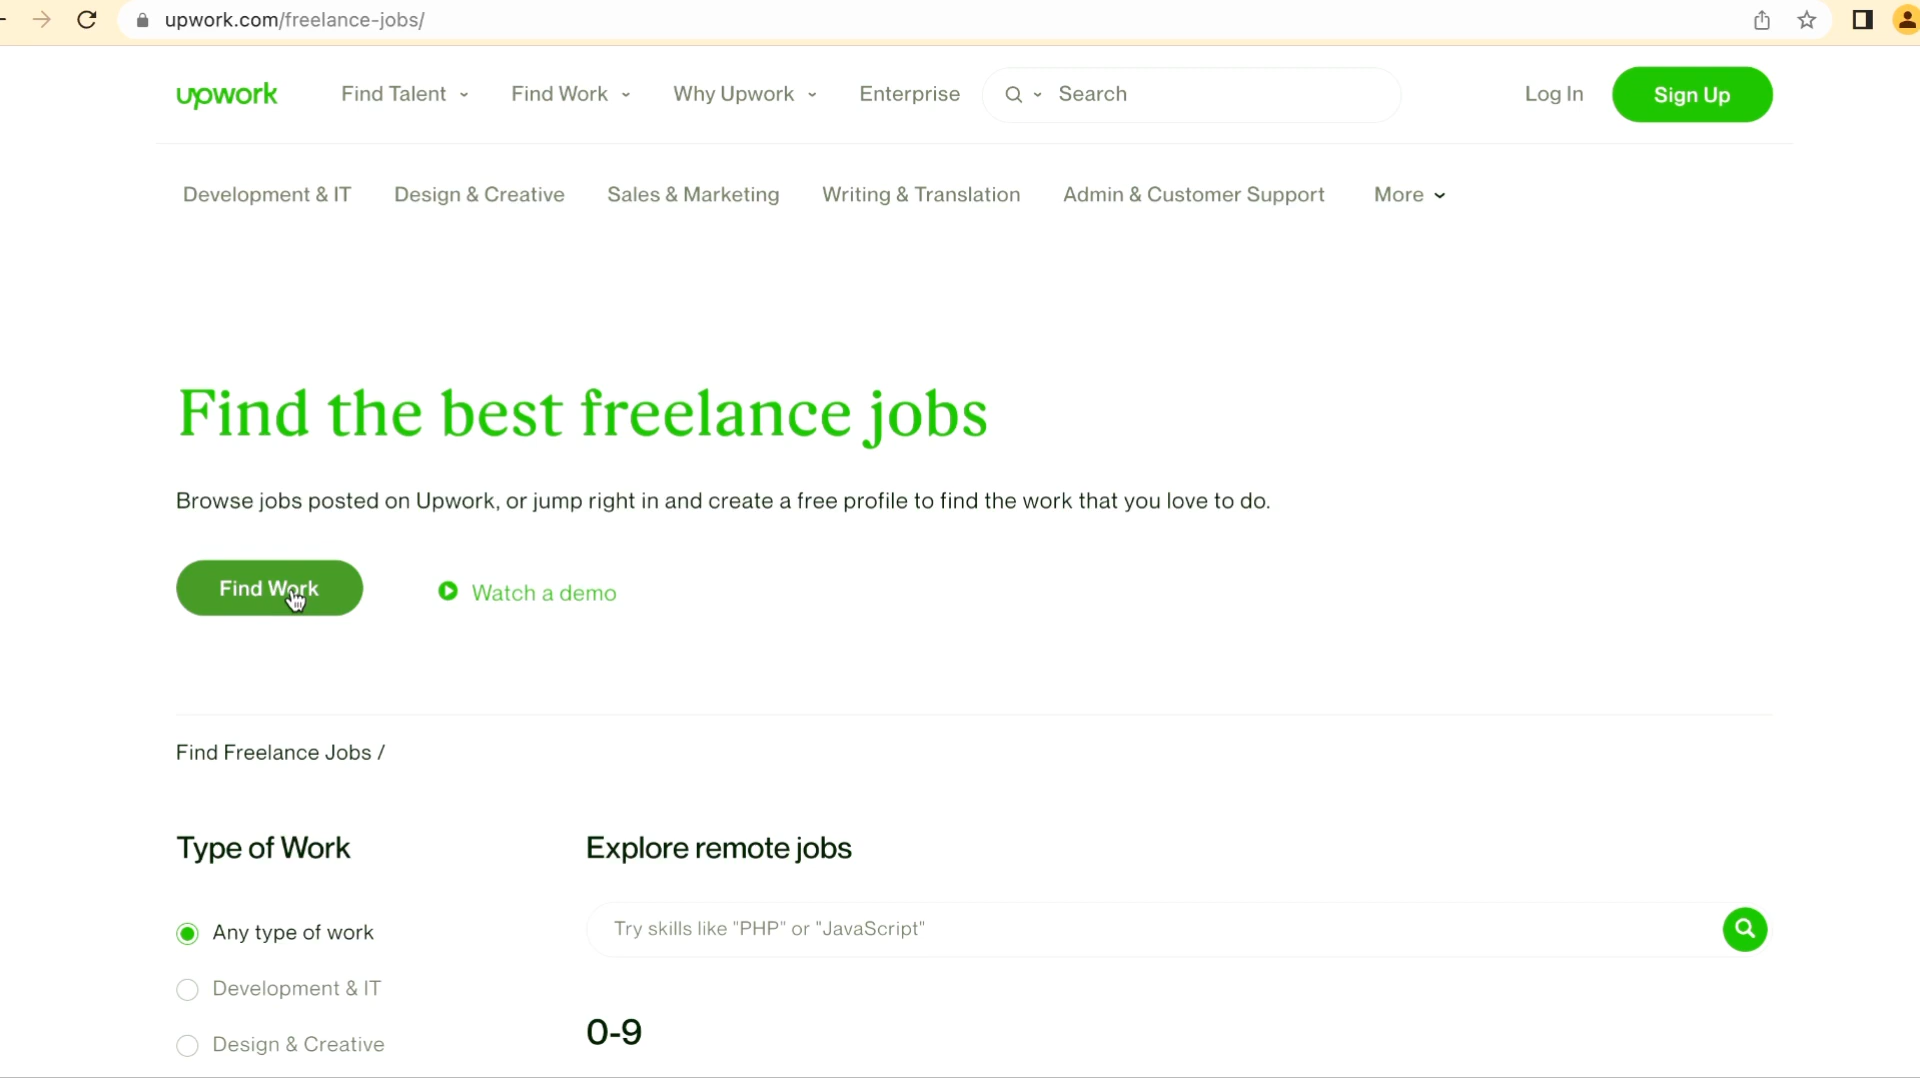 upwork.com/freelance-jobs/
upwork Find Talent Find Work Why Upwork Enterprise Search Log In Sign Up
Development & IT Design & Creative Sales & Marketing Writing & Translation Admin & Customer Support More
Find the best freelance jobs
Browse jobs posted on Upwork, or jump right in and create a free profile to find the work that you love to do.
Find Work Watch a demo
Find Freelance Jobs /
Type of Work
Explore remote jobs
Any type of work
Try skills like "PHP" or "JavaScript"
Development & IT
Design & Creative
0-9